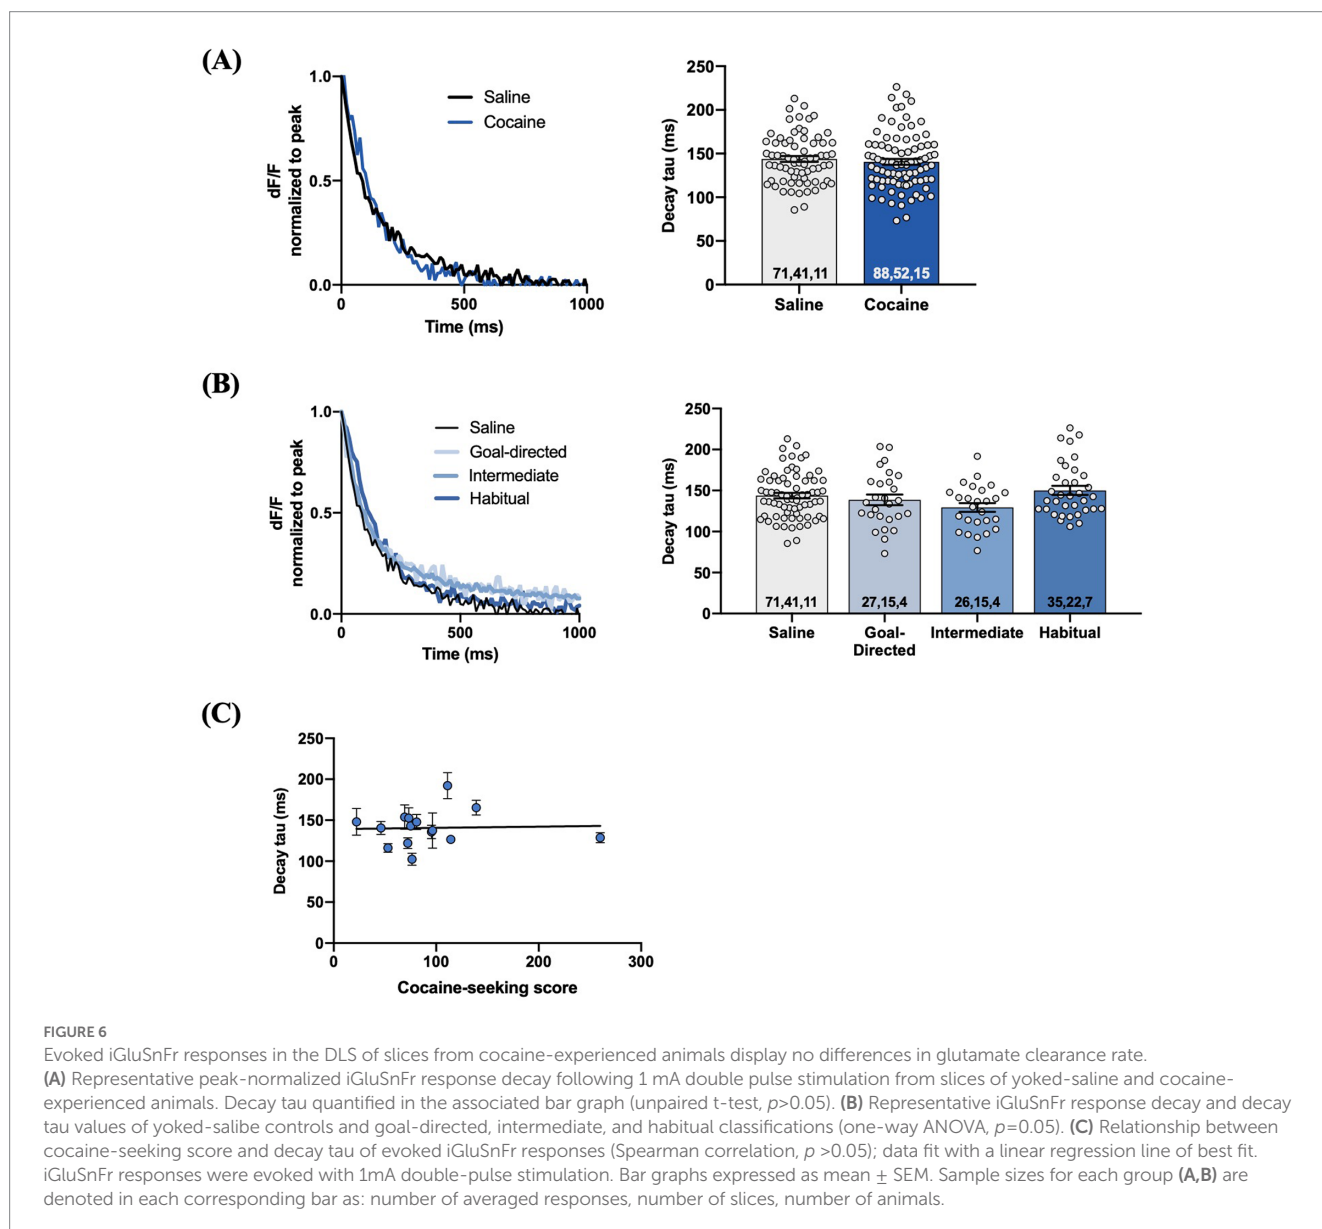 (A)
1.0
0.5
0.0
dF/F
normalized to peak
Saline
Cocaine
0
500
1000
Time (ms)
250
200
150
100
50
0
Decay tau (ms)
71,41,11
88,52,15
Saline
Cocaine
(B)
1.0
0.5
0.0
dF/F
normalized to peak
Saline
Goal-directed
Intermediate
Habitual
0
500
1000
Time (ms)
250
200
150
100
50
0
Decay tau (ms)
71,41,11
27,15,4
26,15,4
35,22,7
Saline
Goal-
Directed
Intermediate
Habitual
(C)
250
200
150
100
50
0
Decay tau (ms)
0
100
200
300
Cocaine-seeking score
FIGURE 6
Evoked iGluSnFr responses in the DLS of slices from cocaine-experienced animals display no differences in glutamate clearance rate.
(A) Representative peak-normalized iGluSnFr response decay following 1 mA double pulse stimulation from slices of yoked-saline and cocaine-
experienced animals. Decay tau quantified in the associated bar graph (unpaired t-test, p>0.05). (B) Representative iGluSnFr response decay and decay
tau values of yoked-salibe controls and goal-directed, intermediate, and habitual classifications (one-way ANOVA, p=0.05). (C) Relationship between
cocaine-seeking score and decay tau of evoked iGluSnFr responses (Spearman correlation, p >0.05); data fit with a linear regression line of best fit.
iGluSnFr responses were evoked with 1mA double-pulse stimulation. Bar graphs expressed as mean ± SEM. Sample sizes for each group (A,B) are
denoted in each corresponding bar as: number of averaged responses, number of slices, number of animals.